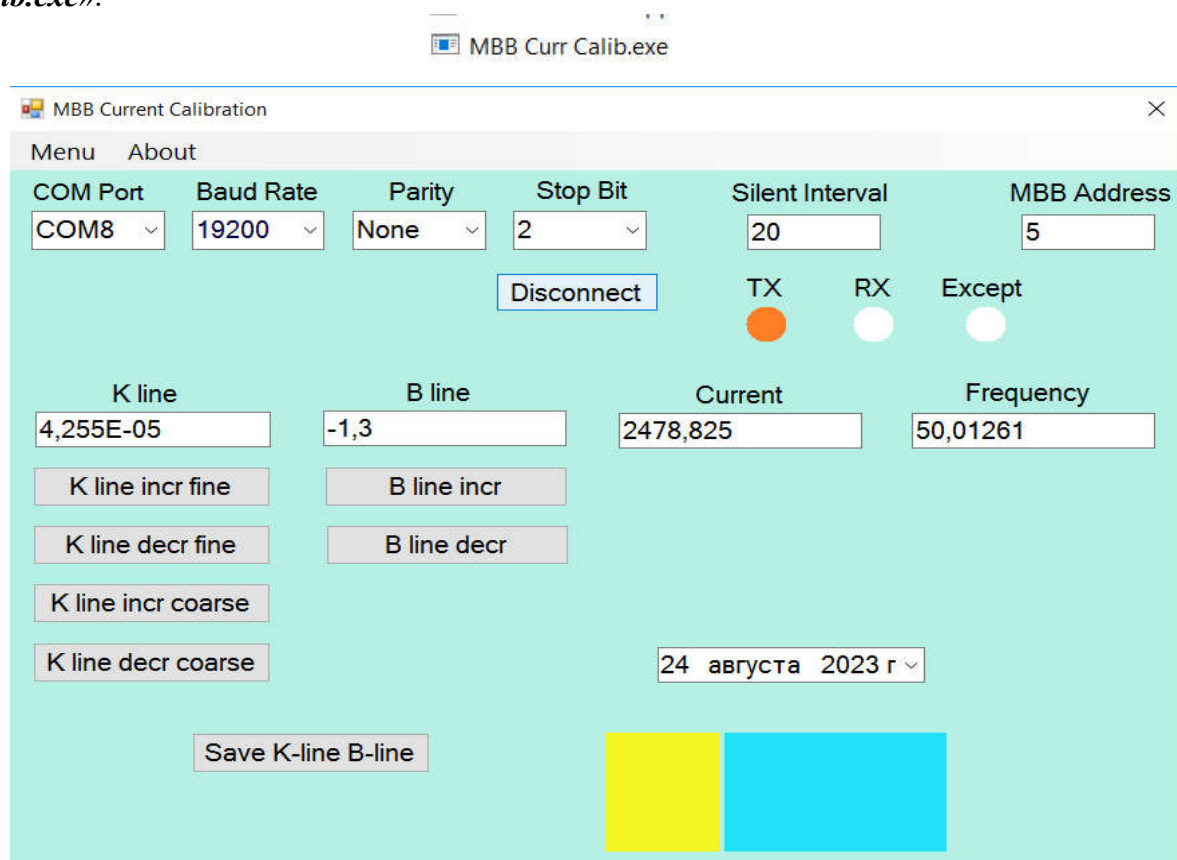 ib.exe».
MBB Curr Calib.exe
MBB Current Calibration
Menu About
COM Port Baud Rate Parity Stop Bit Silent Interval MBB Address
COM8 19200 None 2 20 5
Disconnect TX RX Except
K line B line Current Frequency
4,255E-05 -1,3 2478,825 50,01261
K line incr fine B line incr
K line decr fine B line decr
K line incr coarse
K line decr coarse
24 августа 2023 г
Save K-line B-line